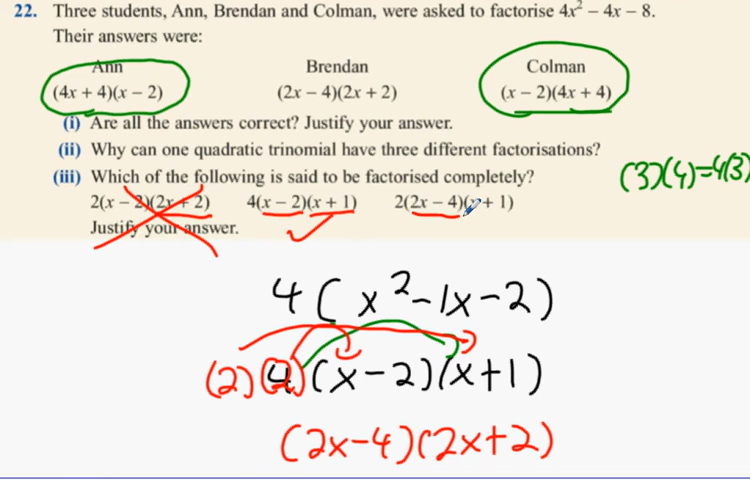 22. Three students, Ann, Brendan and Colman, were asked to factorise 4x² – 4x – 8.
Their answers were:
Ann Brendan Colman
(4x + 4)(x – 2) (2x – 4)(2x + 2) (x – 2)(4x + 4)
(i) Are all the answers correct? Justify your answer.
(ii) Why can one quadratic trinomial have three different factorisations?
(iii) Which of the following is said to be factorised completely?
(3)(4)=4(3)
2(x – 2)(2x + 2) 4(x – 2)(x + 1) 2(2x – 4)(x + 1)
Justify your answer.
4(x²-1x-2)
(2)(2)4(x-2)(x+1)
(2x-4)(2x+2)